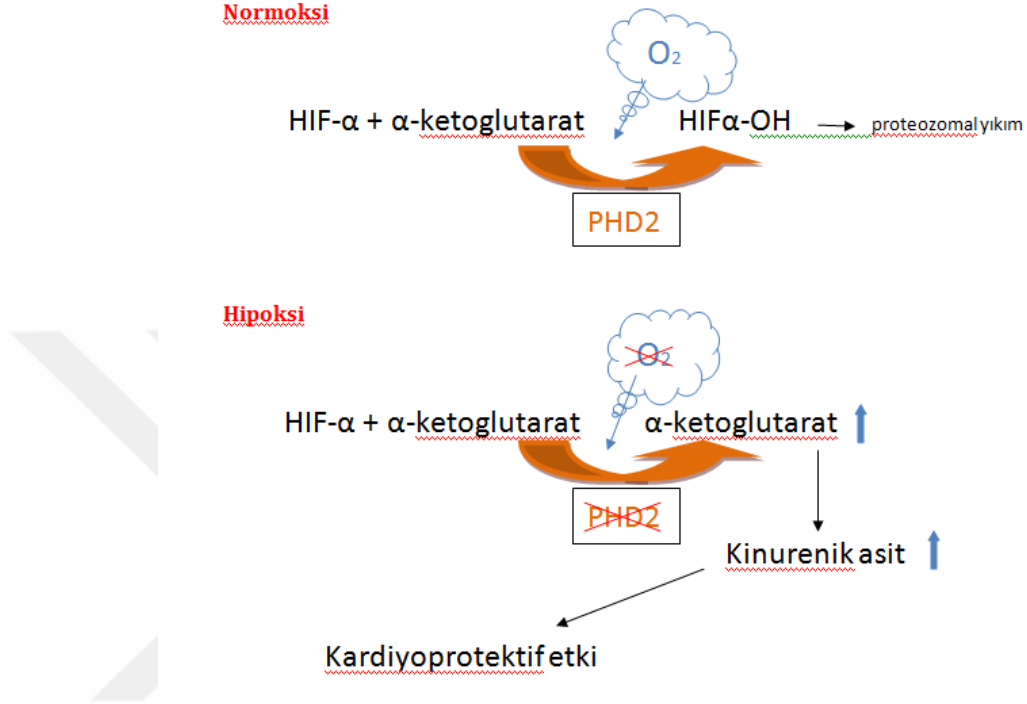 Normoksi
O2
HIF-α + α-ketoglutarat HIFα-OH proteozomal yıkım
PHD2
Hipoksi
O2
HIF-α + α-ketoglutarat α-ketoglutarat
PHD2
Kinurenik asit
Kardiyoprotektif etki